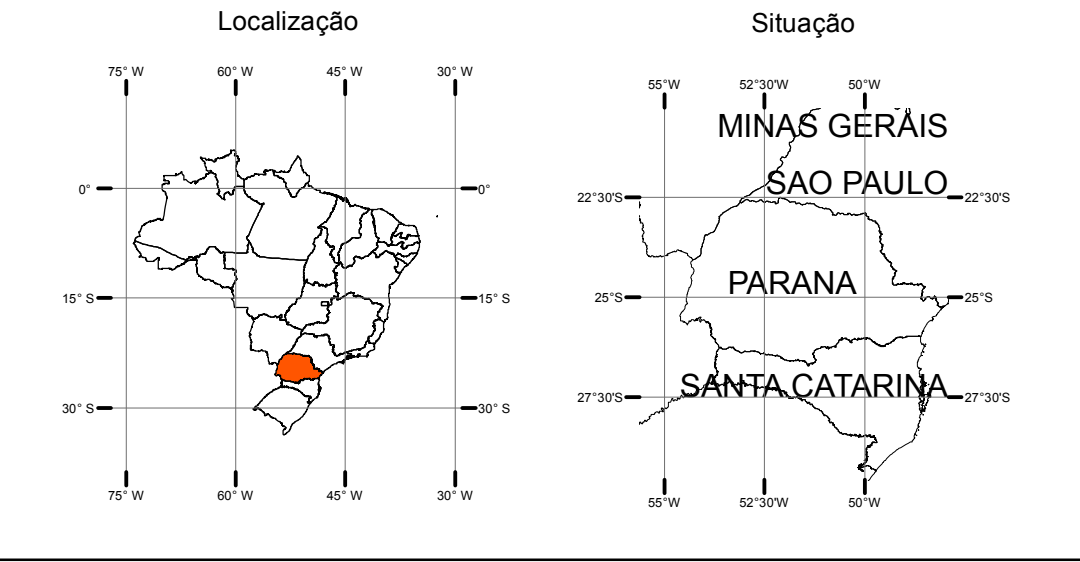 Localização
75° W 60° W 45° W 30° W
0° 0°
15° S 15° S
30° S 30° S
75° W 60° W 45° W 30° W
Situação
55°W 52°30'W 50°W
MINAS GERAIS
SAO PAULO
22°30'S 22°30'S
PARANA
25°S 25°S
SANTA CATARINA
27°30'S 27°30'S
55°W 52°30'W 50°W